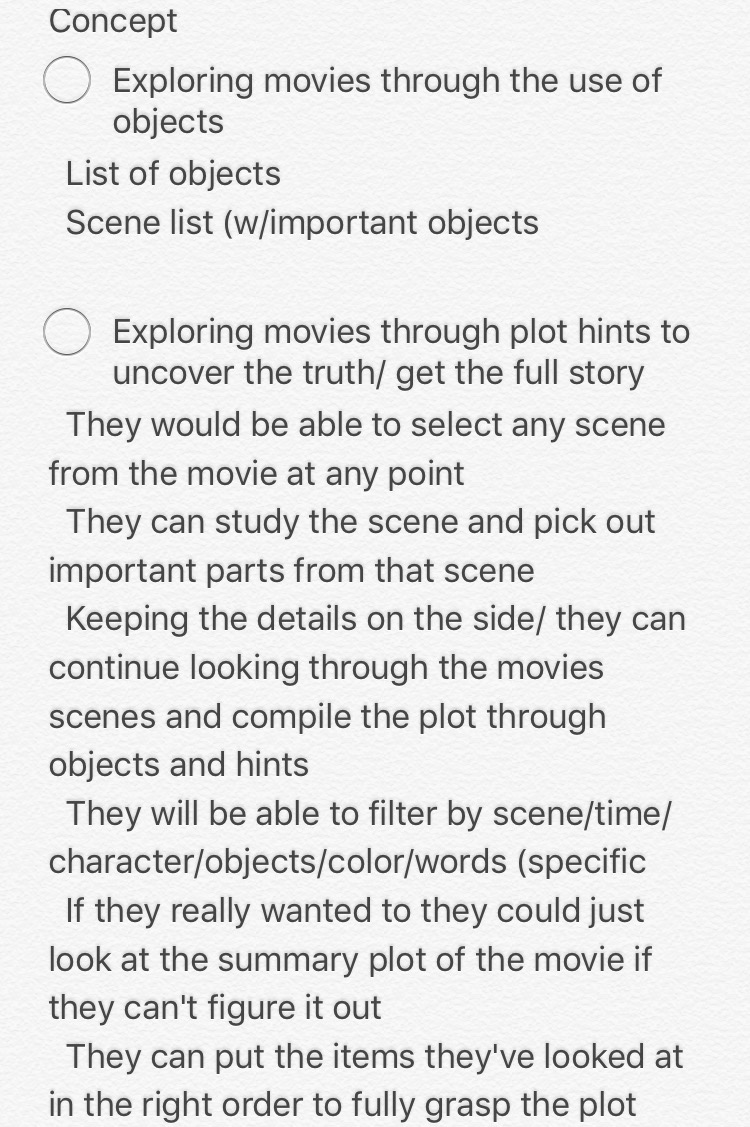 Concept
Exploring movies through the use of
objects
List of objects
Scene list (w/important objects
Exploring movies through plot hints to
uncover the truth/ get the full story
They would be able to select any scene
from the movie at any point
They can study the scene and pick out
important parts from that scene
Keeping the details on the side/ they can
continue looking through the movies
scenes and compile the plot through
objects and hints
They will be able to filter by scene/time/
character/objects/color/words (specific
If they really wanted to they could just
look at the summary plot of the movie if
they can't figure it out
They can put the items they've looked at
in the right order to fully grasp the plot